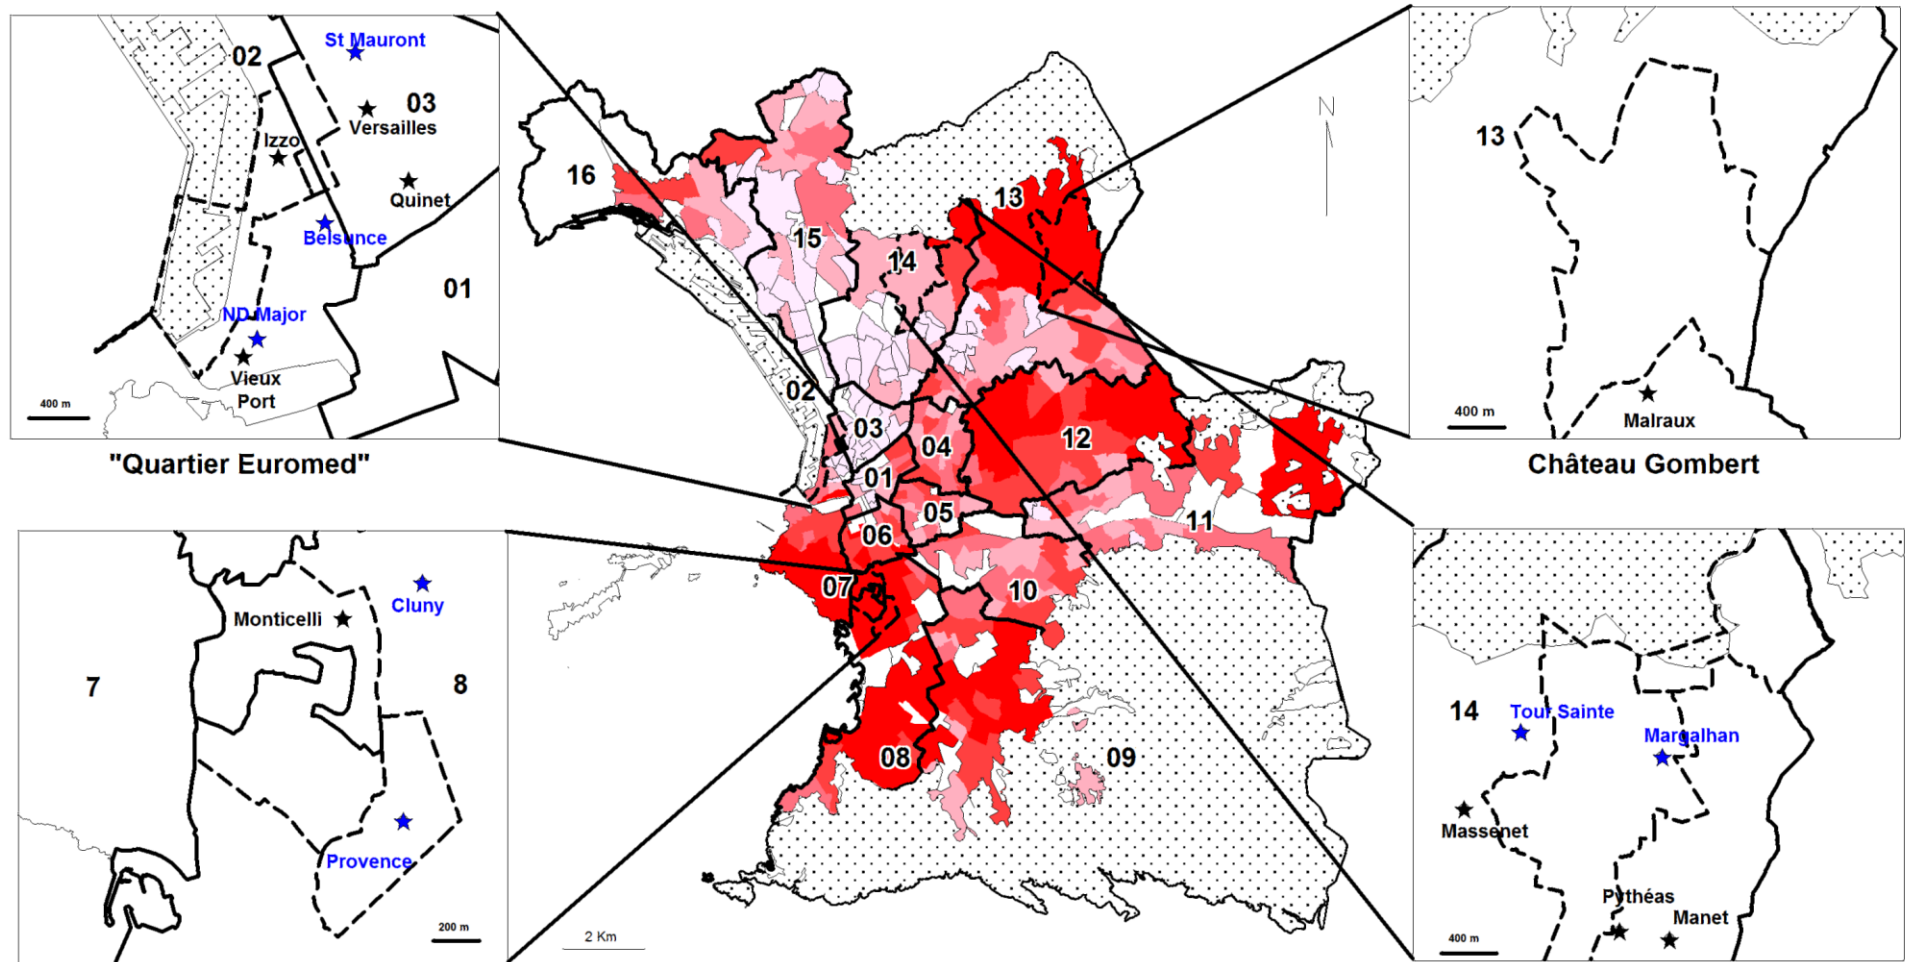 02
St Mauront
03
Versailles
Izzo
Quinet
Belsunce
01
ND Major
Vieux
Port
400 m
"Quartier Euromed"
Monticelli
Cluny
7
8
Provence
200 m
N
16
15
14
13
02
03
04
12
01
05
11
06
07
10
08
09
2 Km
13
Malraux
400 m
Château Gombert
14
Tour Sainte
Margalhan
Massenet
Pythéas
Manet
400 m